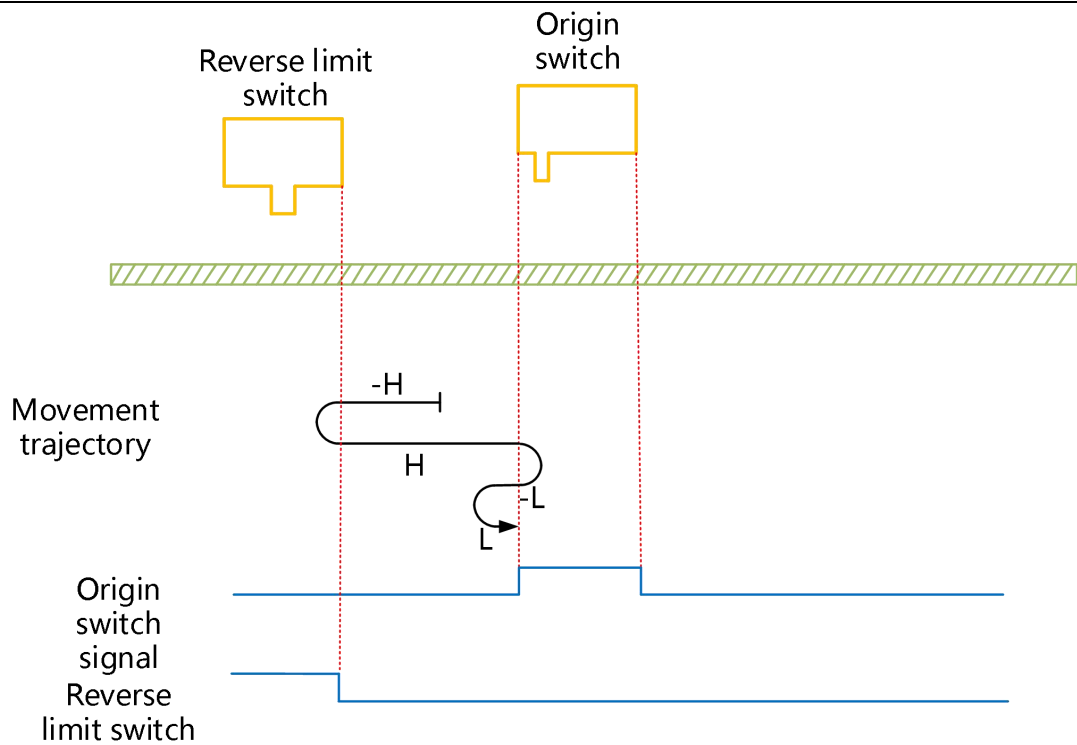 Origin
switch
Reverse limit
switch
-H
Movement
trajectory
H
-L
L
Origin
switch
signal
Reverse
limit switch